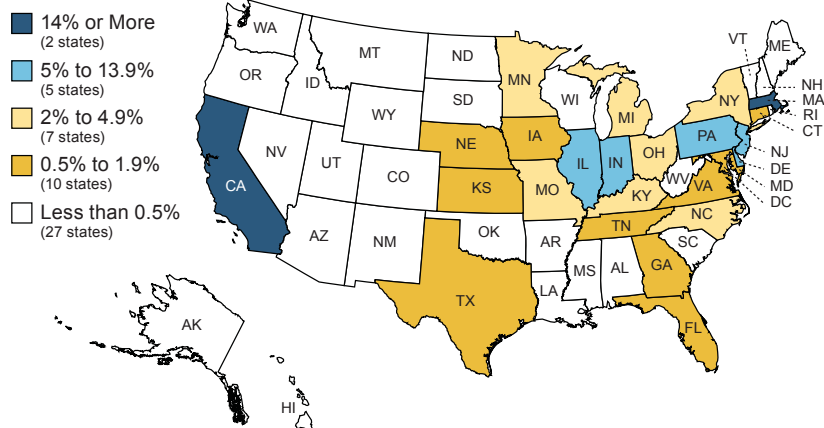 14% or More
(2 states)
5% to 13.9%
(5 states)
2% to 4.9%
(7 states)
0.5% to 1.9%
(10 states)
Less than 0.5%
(27 states)
WA
OR
CA
ID
NV
MT
WY
UT
AZ
CO
NM
ND
SD
NE
KS
OK
TX
MN
IA
MO
AR
LA
WI
IL
MS
MI
IN
KY
TN
AL
OH
WV
GA
FL
SC
NC
VA
PA
NY
VT
ME
NH
MA
RI
CT
NJ
DE
MD
DC
AK
HI